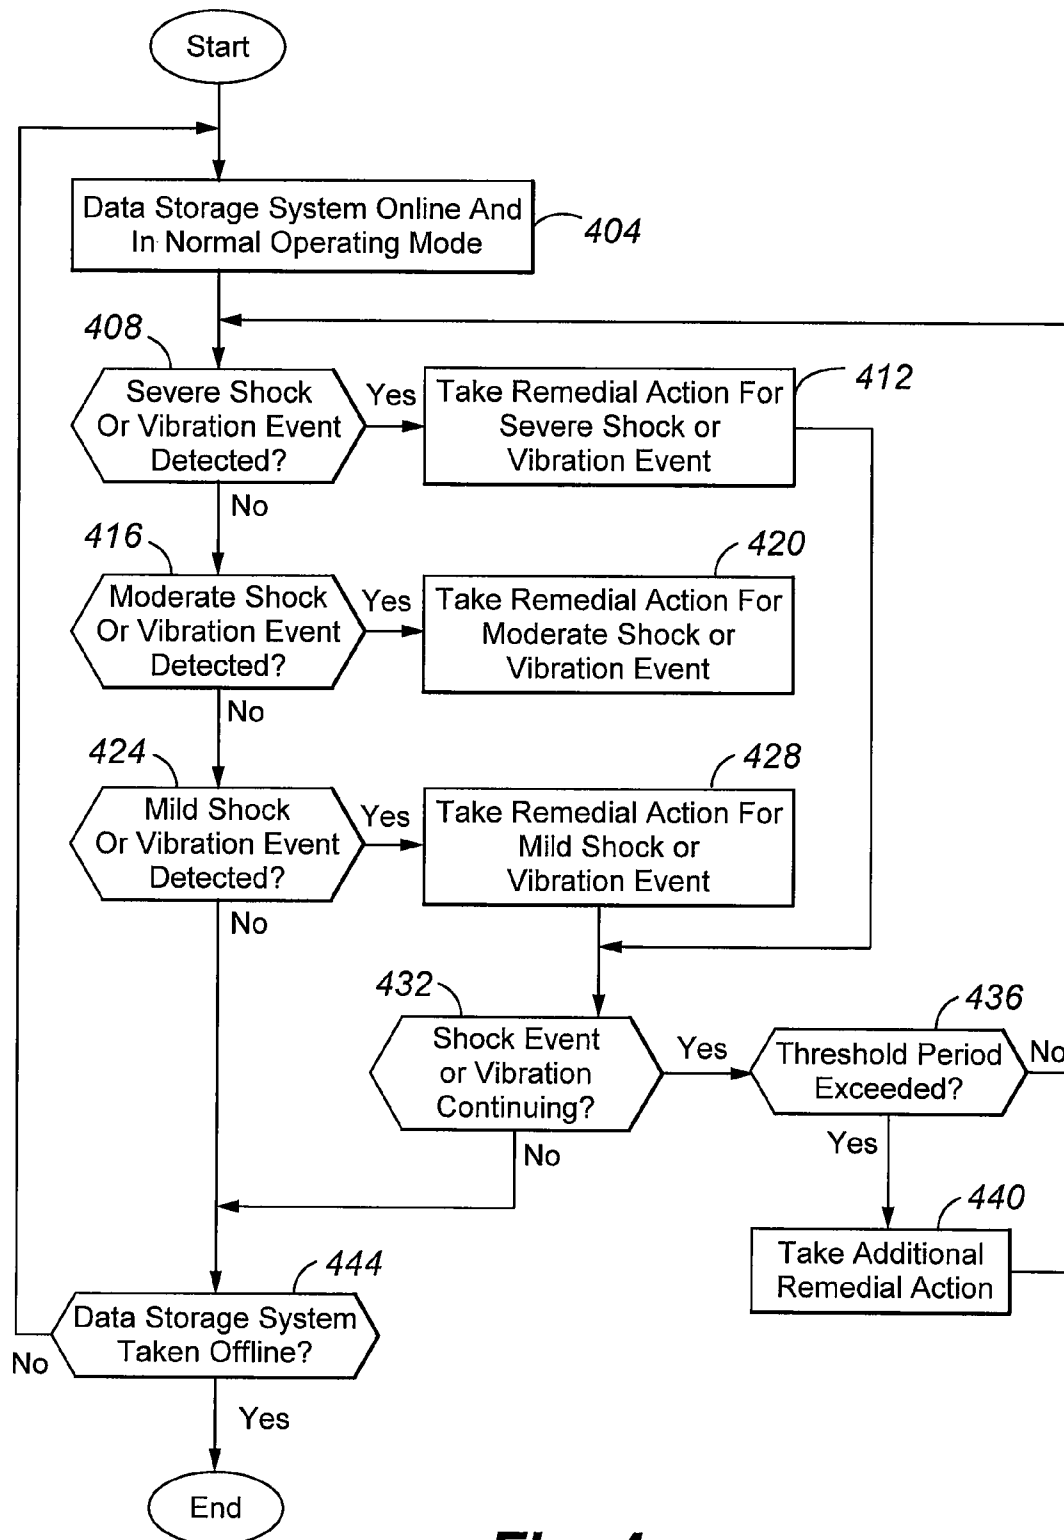 Start
Data Storage System Online And
In Normal Operating Mode
404
408
Severe Shock
Or Vibration Event
Detected?
Yes
Take Remedial Action For
Severe Shock or
Vibration Event
412
No
416
Moderate Shock
Or Vibration Event
Detected?
Yes
Take Remedial Action For
Moderate Shock or
Vibration Event
420
No
424
Mild Shock
Or Vibration Event
Detected?
Yes
Take Remedial Action For
Mild Shock or
Vibration Event
428
No
432
Shock Event
or Vibration
Continuing?
Yes
436
Threshold Period
Exceeded?
No
No
Yes
440
Take Additional
Remedial Action
444
Data Storage System
Taken Offline?
No
Yes
End